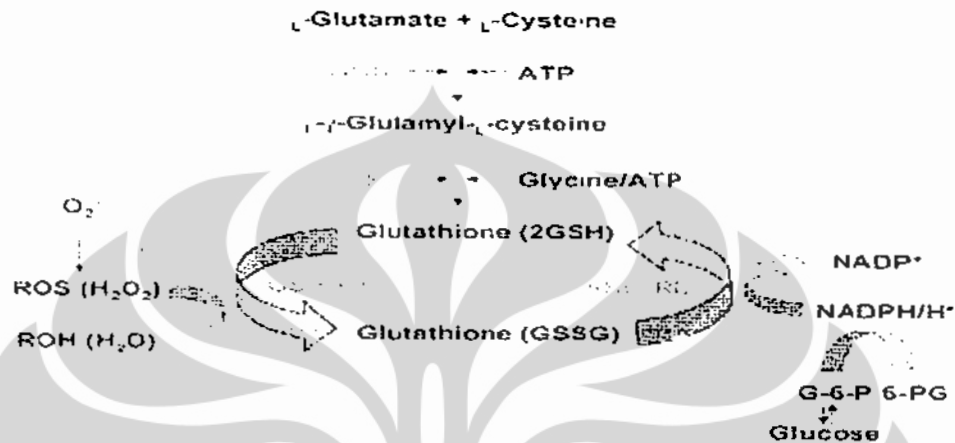 L-Glutamate + L-Cysteine
ATP
L-γ-Glutamyl-L-cysteine
Glycine/ATP
O2
Glutathione (2GSH)
NADP+
ROS (H2O2)
NADPH/H+
Glutathione (GSSG)
ROH (H2O)
G-6-P 6-PG
Glucose